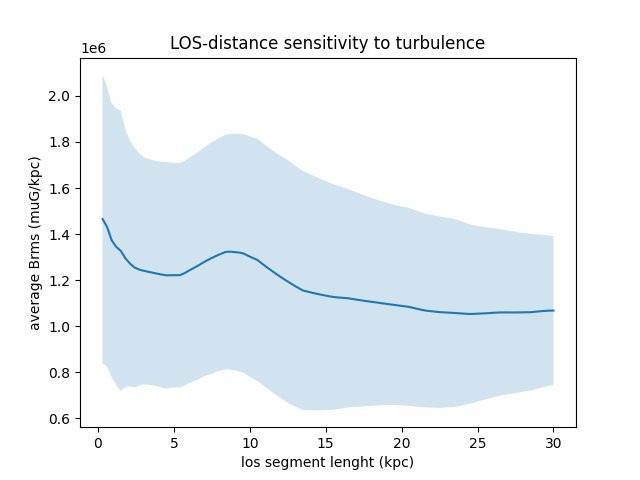 LOS-distance sensitivity to turbulence
1e6
average Brms (muG/kpc)
2.0
1.8
1.6
1.4
1.2
1.0
0.8
0.6
0 5 10 15 20 25 30
los segment lenght (kpc)